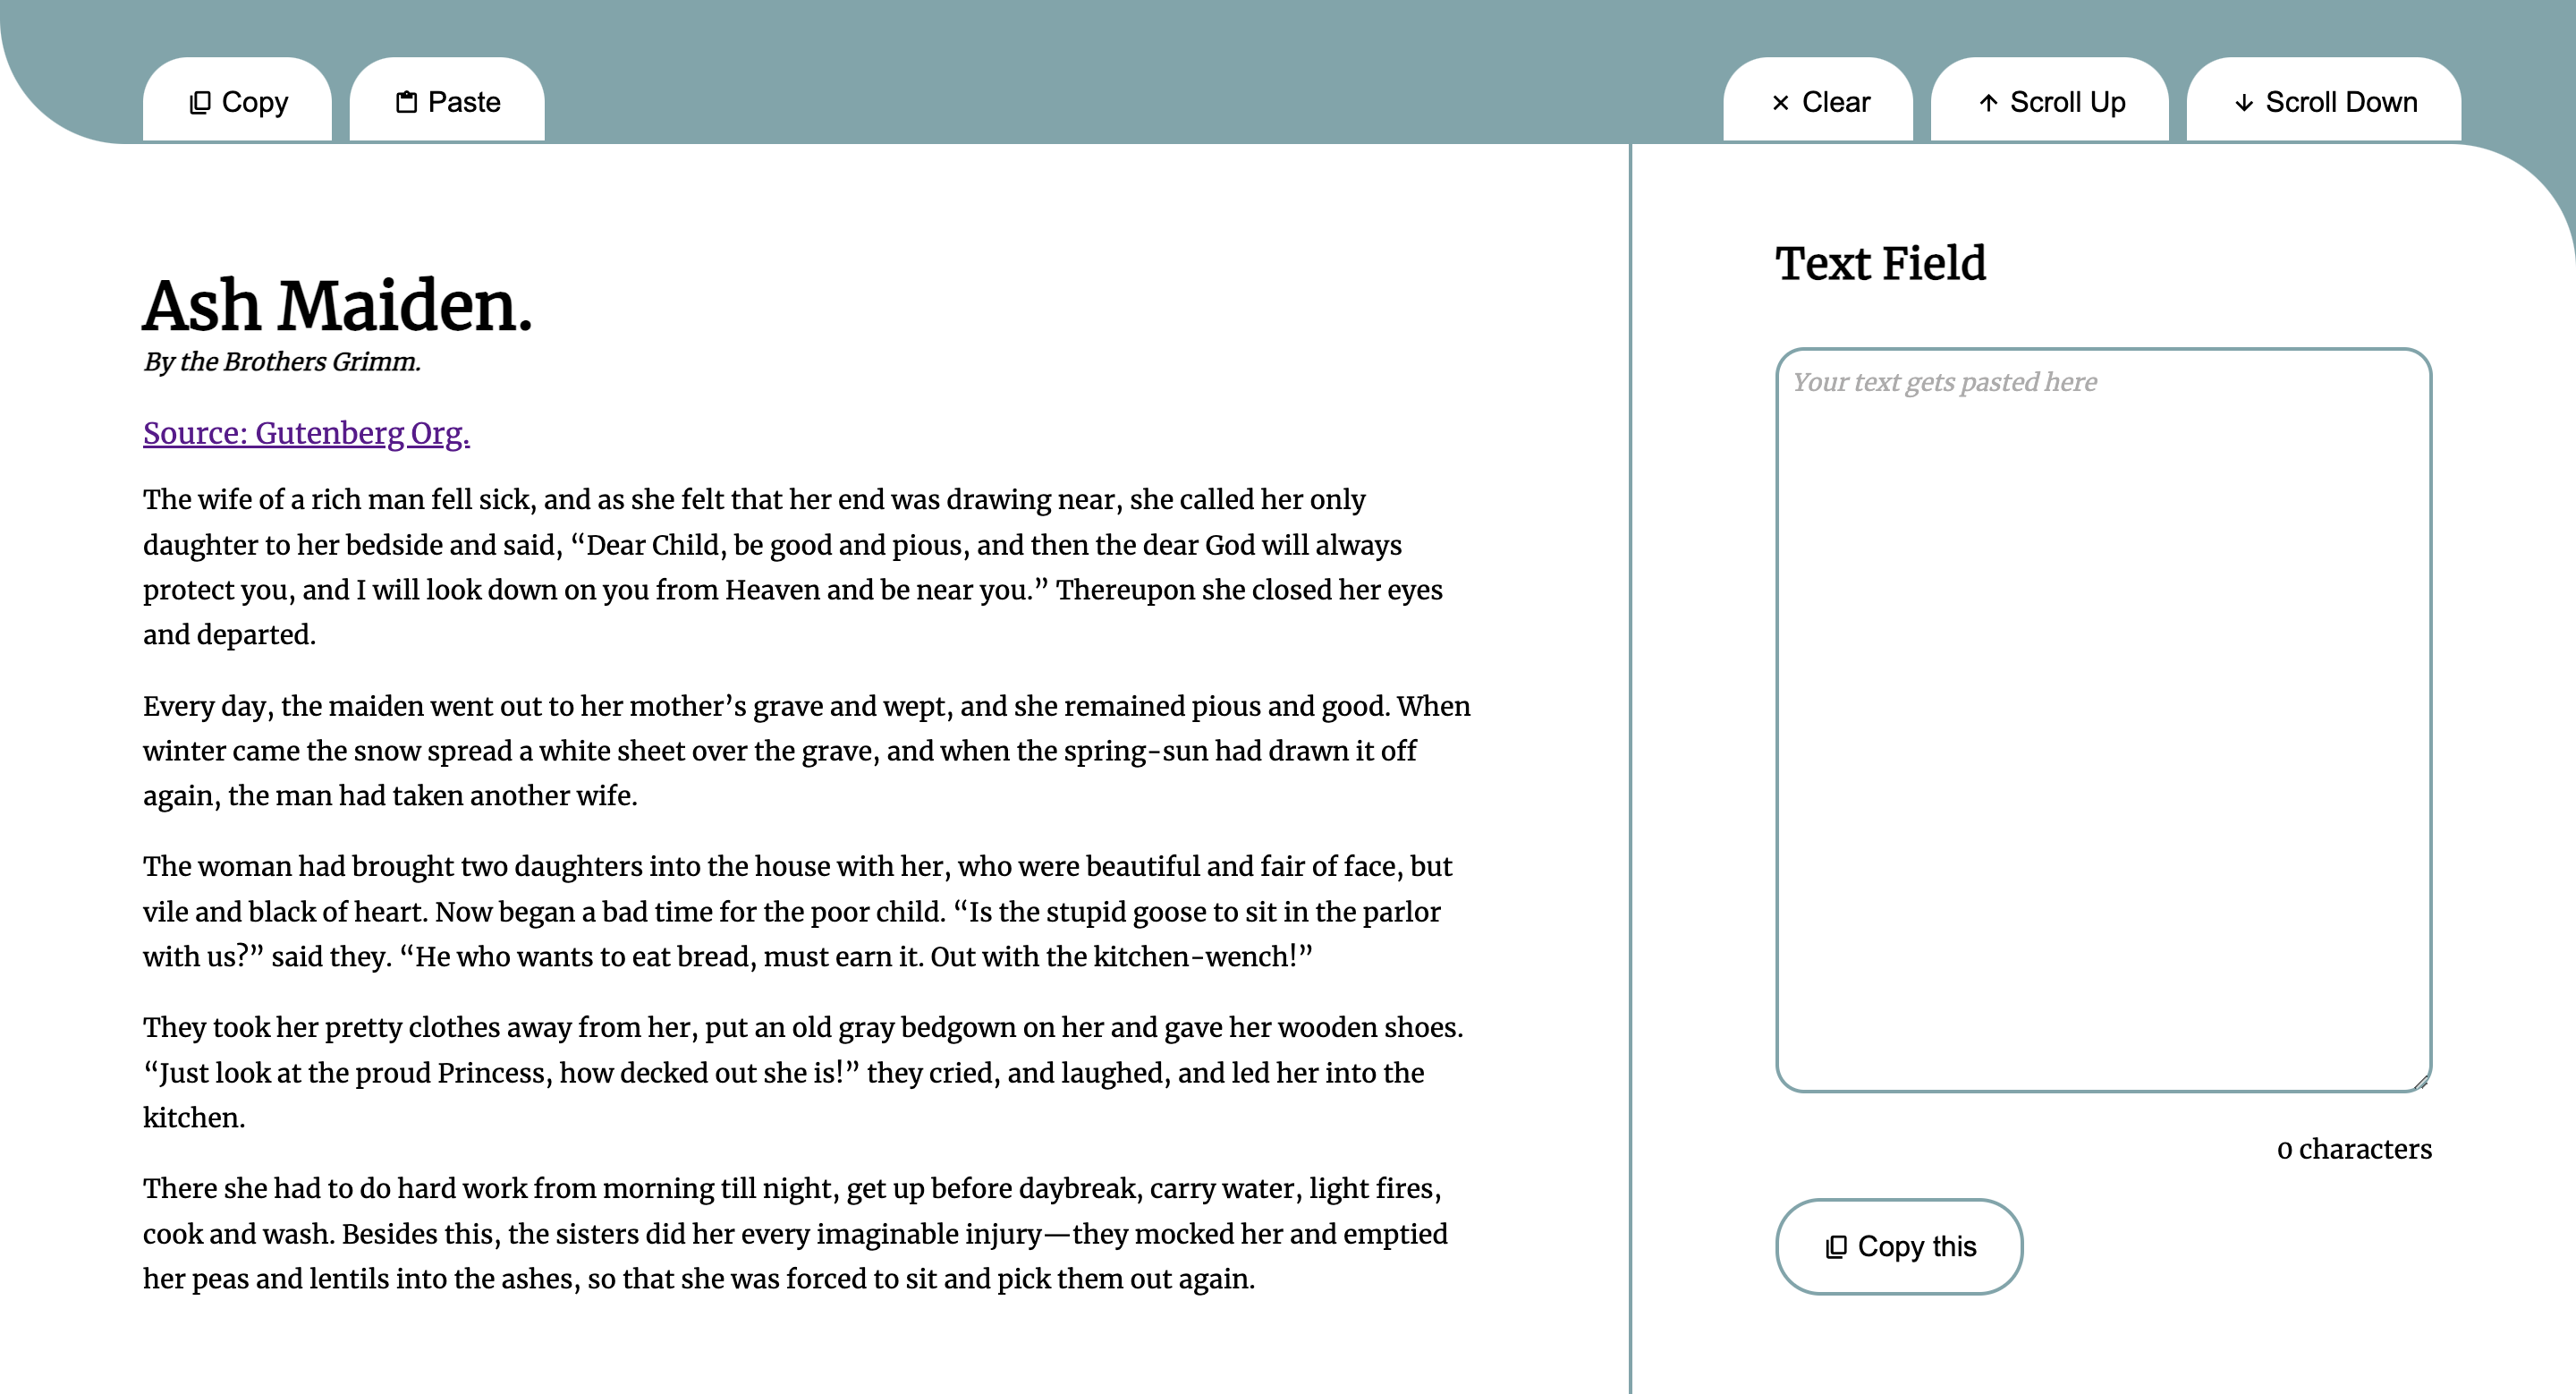 Copy
Paste
Clear
Scroll Up
Scroll Down
Ash Maiden.
By the Brothers Grimm.
Source: Gutenberg Org.
The wife of a rich man fell sick, and as she felt that her end was drawing near, she called her only
daughter to her bedside and said, “Dear Child, be good and pious, and then the dear God will always
protect you, and I will look down on you from Heaven and be near you.” Thereupon she closed her eyes
and departed.
Every day, the maiden went out to her mother’s grave and wept, and she remained pious and good. When
winter came the snow spread a white sheet over the grave, and when the spring-sun had drawn it off
again, the man had taken another wife.
The woman had brought two daughters into the house with her, who were beautiful and fair of face, but
vile and black of heart. Now began a bad time for the poor child. “Is the stupid goose to sit in the parlor
with us?” said they. “He who wants to eat bread, must earn it. Out with the kitchen-wench!”
They took her pretty clothes away from her, put an old gray bedgown on her and gave her wooden shoes.
“Just look at the proud Princess, how decked out she is!” they cried, and laughed, and led her into the
kitchen.
There she had to do hard work from morning till night, get up before daybreak, carry water, light fires,
cook and wash. Besides this, the sisters did her every imaginable injury—they mocked her and emptied
her peas and lentils into the ashes, so that she was forced to sit and pick them out again.
Text Field
Your text gets pasted here
0 characters
Copy this